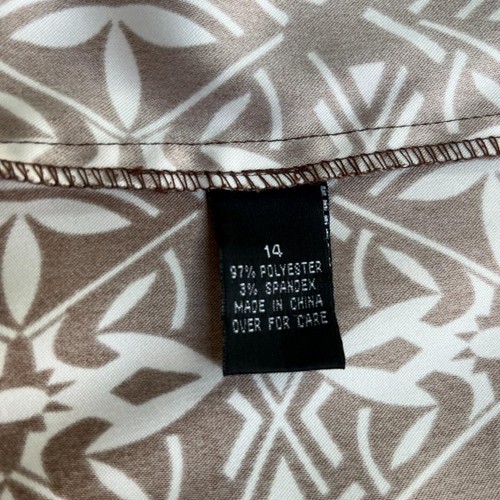 14
97% POLYESTER
3% SPANDEX
MADE IN CHINA
OVER FOR CARE